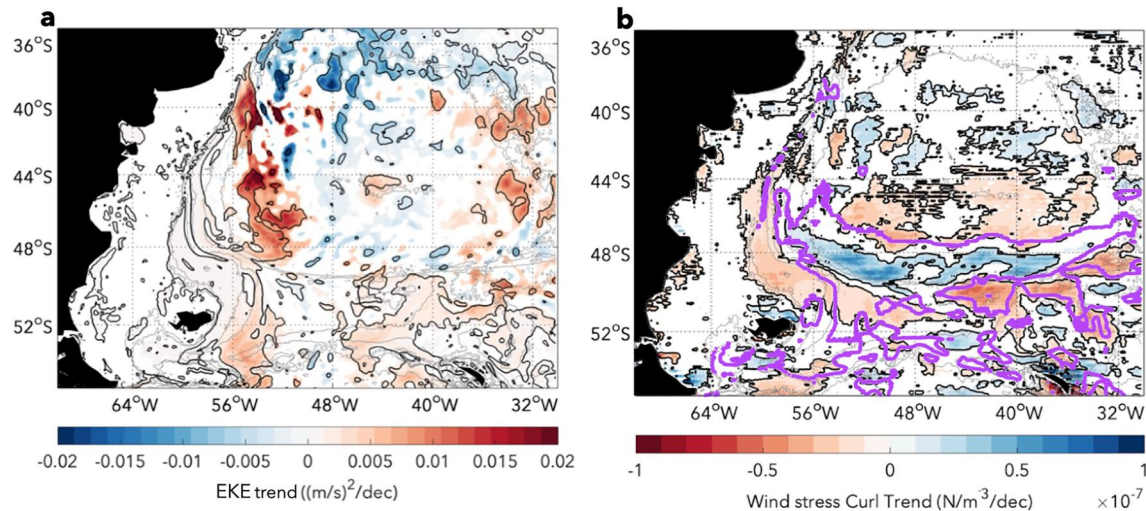 a
b
36°S
40°S
44°S
48°S
52°S
64°W 56°W 48°W 40°W 32°W
-0.02 -0.015 -0.01 -0.005 0 0.005 0.01 0.015 0.02
EKE trend ((m/s)²/dec)
36°S
40°S
44°S
48°S
52°S
64°W 56°W 48°W 40°W 32°W
-1 -0.5 0 0.5 1
Wind stress Curl Trend (N/m⁻³/dec) ×10⁻⁷